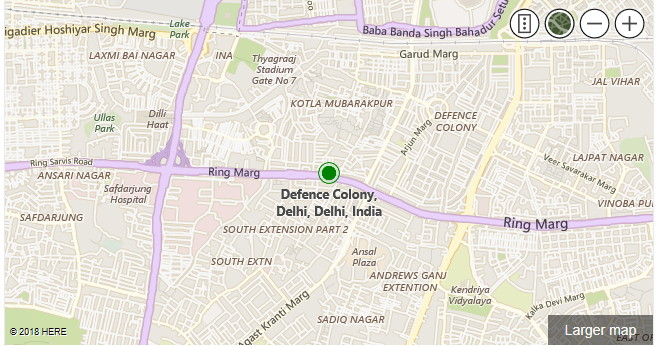 Lake
Park
Baba Banda Singh Bahadur Setu
igadier Hoshiyar Singh Marg
LAXMI BAI NAGAR
INA
Thyagraaj
Stadium
Gate No 7
Garud Marg
JAL VIHAR
KOTLA MUBARAKPUR
Ullas
Park
Dilli
Haat
DEFENCE
COLONY
Arjun Marg
Ring Sarvis Road
Ring Marg
Veer Savarakar Marg
LAJPAT NAGAR
ANSARI NAGAR
Safdarjung
Hospital
Defence Colony,
Delhi, Delhi, India
VINOBA PU
SAFDARJUNG
SOUTH EXTENSION PART 2
Ring Marg
SOUTH EXTN
Ansal
Plaza
ANDREWS GANJ
EXTENTION
Kendriya
Vidyalaya
Kalka Devi Marg
Agast Kranti Marg
SADIQ NAGAR
© 2018 HERE
Larger map
EAST OF